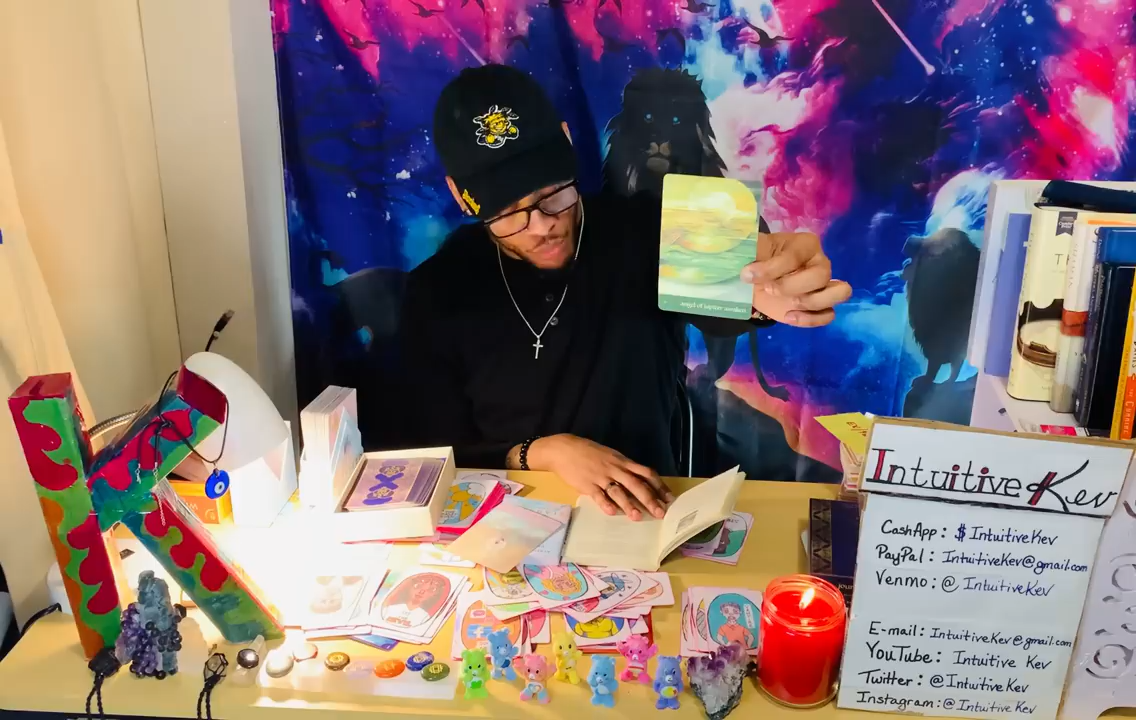 Intuitive Kev
CashApp: $ IntuitiveKev
PayPal: IntuitiveKev@gmail.com
Venmo: @ IntuitiveKev
E-mail: IntuitiveKev@gmail.com
YouTube: Intuitive Kev
Twitter: @IntuitiveKev
Instagram: @IntuitiveKev